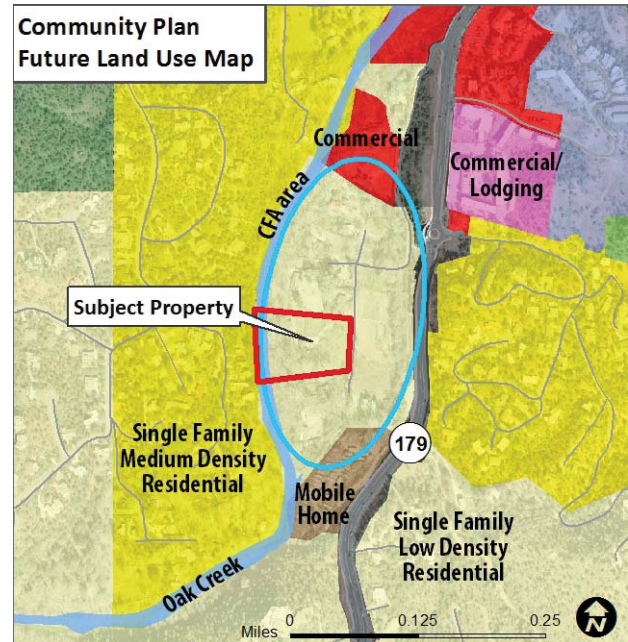 Community Plan
Future Land Use Map
Commercial
Commercial/
Lodging
CFA area
Subject Property
Single Family
Medium Density
Residential
179
Mobile
Home
Single Family
Low Density
Residential
Oak Creek
Miles 0 0.125 0.25
N